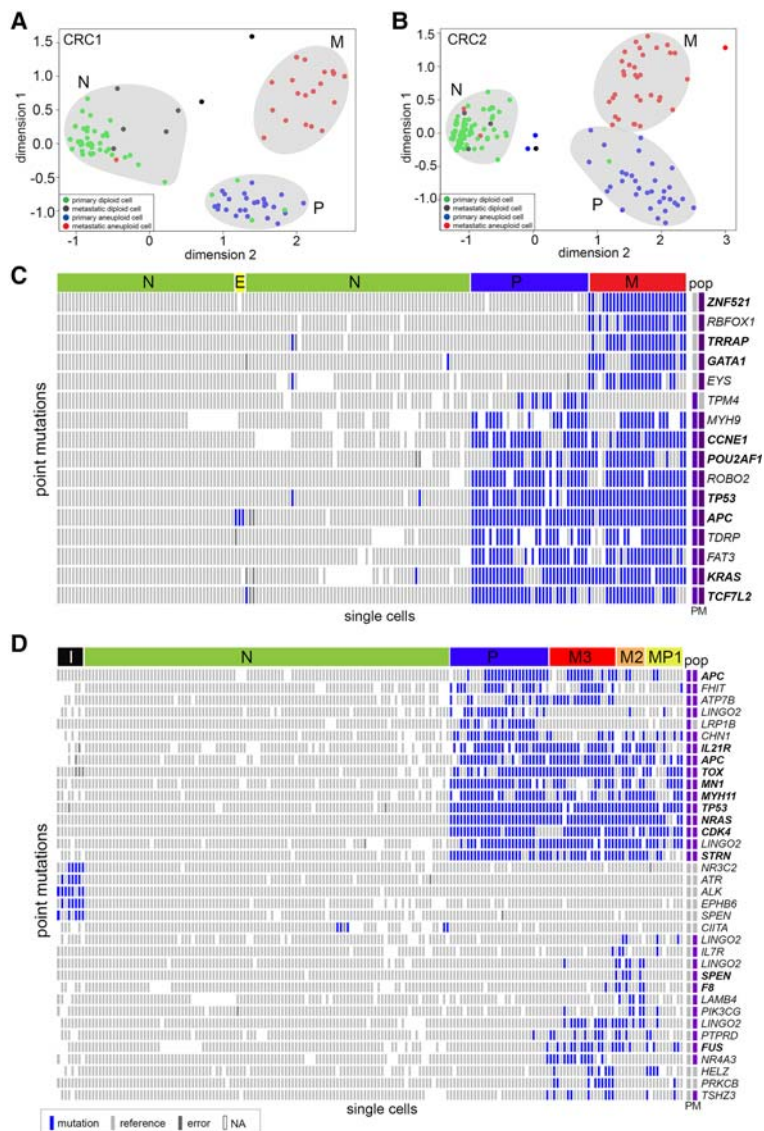 A
CRC1
N
M
P
dimension 1
1.5
1.0
0.5
0.0
-0.5
-1.0
-1
0
1
2
dimension 2
primary diploid cell
metastatic diploid cell
primary aneuploid cell
metastatic aneuploid cell
B
CRC2
N
M
P
dimension 1
1.5
1.0
0.5
0.0
-0.5
-1.0
-1
0
1
2
3
dimension 2
primary diploid cell
metastatic diploid cell
primary aneuploid cell
metastatic aneuploid cell
C
N E N P M pop
point mutations
ZNF521
RBFOX1
TRRAP
GATA1
EYS
TPM4
MYH9
CCNE1
POU2AF1
ROBO2
TP53
APC
TDRP
FAT3
KRAS
TCF7L2
single cells
PM
D
I N P M3 M2 MP1 pop
point mutations
APC
FHIT
ATP7B
LINGO2
LRP1B
CHN1
IL21R
APC
TOX
MN1
MYH11
TP53
NRAS
CDK4
LINGO2
STRN
NR3C2
ATR
ALK
EPHB6
SPEN
CIITA
LINGO2
IL7R
LINGO2
SPEN
F8
LAMB4
PIK3CG
LINGO2
PTPRD
FUS
NR4A3
HELZ
PRKCB
TSHZ3
single cells
PM
mutation reference error NA